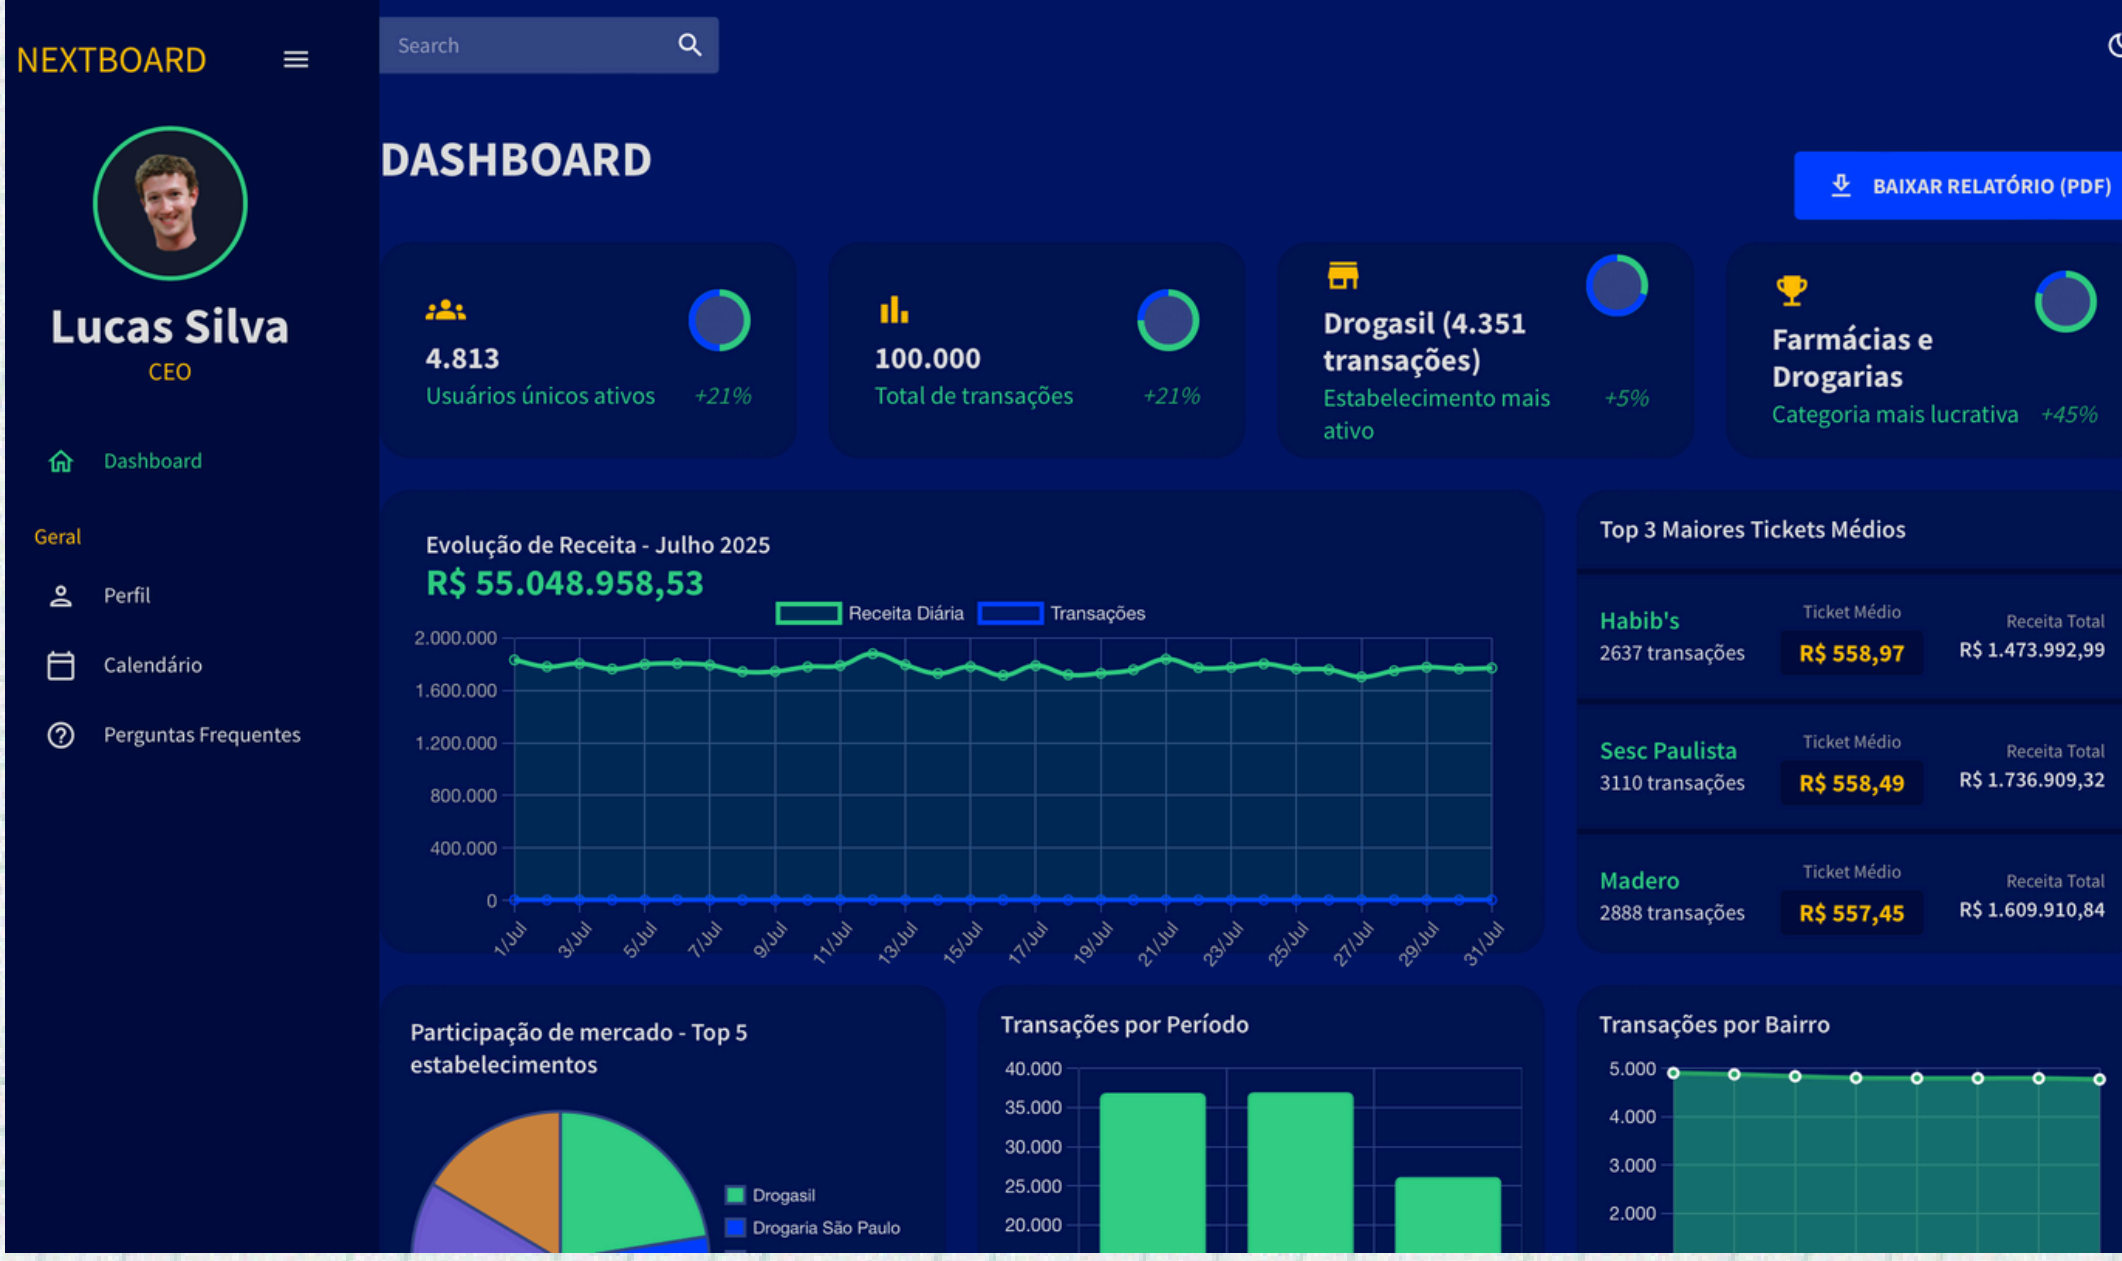 NEXTBOARD
Lucas Silva
CEO
Dashboard
Geral
Perfil
Calendário
Perguntas Frequentes
Search
DASHBOARD
BAIXAR RELATÓRIO (PDF)
4.813
Usuários únicos ativos +21%
100.000
Total de transações +21%
Drogasil (4.351
transações)
Estabelecimento mais +5%
ativo
Farmácias e
Drogarias
Categoria mais lucrativa +45%
Evolução de Receita - Julho 2025
R$ 55.048.958,53
Receita Diária Transações
2.000.000
1.600.000
1.200.000
800.000
400.000
0
1/Jul 3/Jul 5/Jul 7/Jul 9/Jul 11/Jul 13/Jul 15/Jul 17/Jul 19/Jul 21/Jul 23/Jul 25/Jul 27/Jul 29/Jul 31/Jul
Top 3 Maiores Tickets Médios
Habib's
2637 transações
Ticket Médio
R$ 558,97
Receita Total
R$ 1.473.992,99
Sesc Paulista
3110 transações
Ticket Médio
R$ 558,49
Receita Total
R$ 1.736.909,32
Madero
2888 transações
Ticket Médio
R$ 557,45
Receita Total
R$ 1.609.910,84
Participação de mercado - Top 5
estabelecimentos
Drogasil
Drogaria São Paulo
Transações por Período
40.000
35.000
30.000
25.000
20.000
Transações por Bairro
5.000
4.000
3.000
2.000